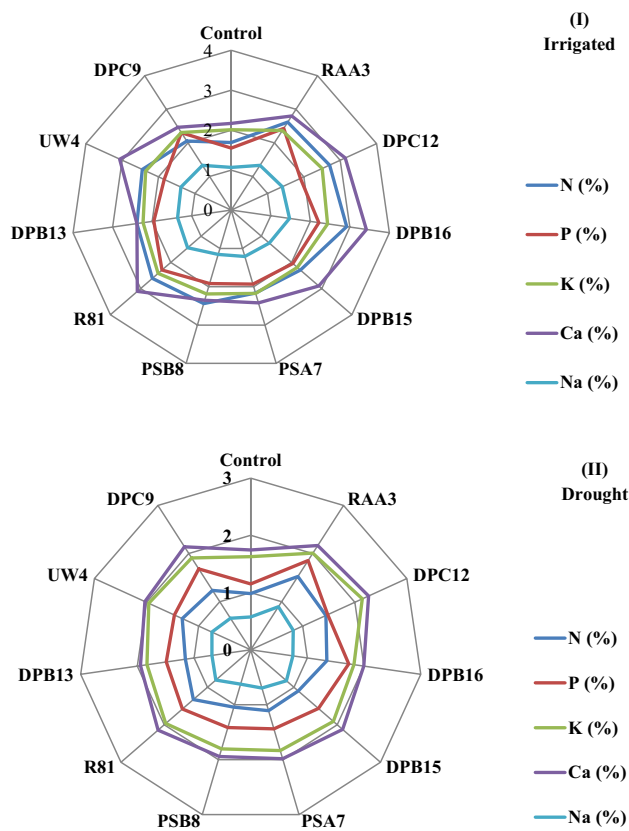 (I)
Irrigated
Control
RAA3
DPC12
DPB16
DPB15
PSA7
PSB8
R81
DPB13
UW4
DPC9
4
3
2
1
0
N (%)
P (%)
K (%)
Ca (%)
Na (%)
(II)
Drought
Control
RAA3
DPC12
DPB16
DPB15
PSA7
PSB8
R81
DPB13
UW4
DPC9
3
2
1
0
N (%)
P (%)
K (%)
Ca (%)
Na (%)